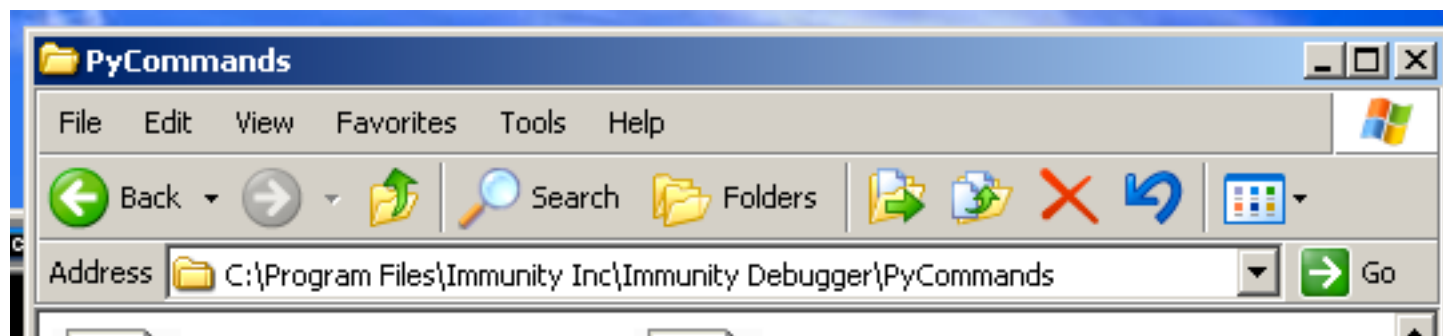 PyCommands
File Edit View Favorites Tools Help
Back Search Folders
Address C:\Program Files\Immunity Inc\Immunity Debugger\PyCommands Go